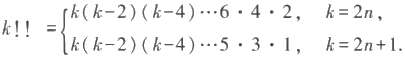 k!! = { k(k-2)(k-4)···6·4·2, k=2n,
k(k-2)(k-4)···5·3·1, k=2n+1.